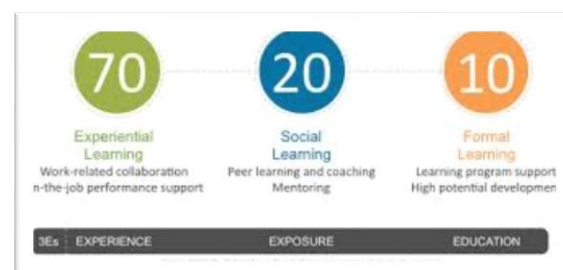 70 20 10
Experiential
Learning
Work-related collaboration
n-the-job performance support
Social
Learning
Peer learning and coaching
Mentoring
Formal
Learning
Learning program support
High potential developmen
3Es EXPERIENCE EXPOSURE EDUCATION